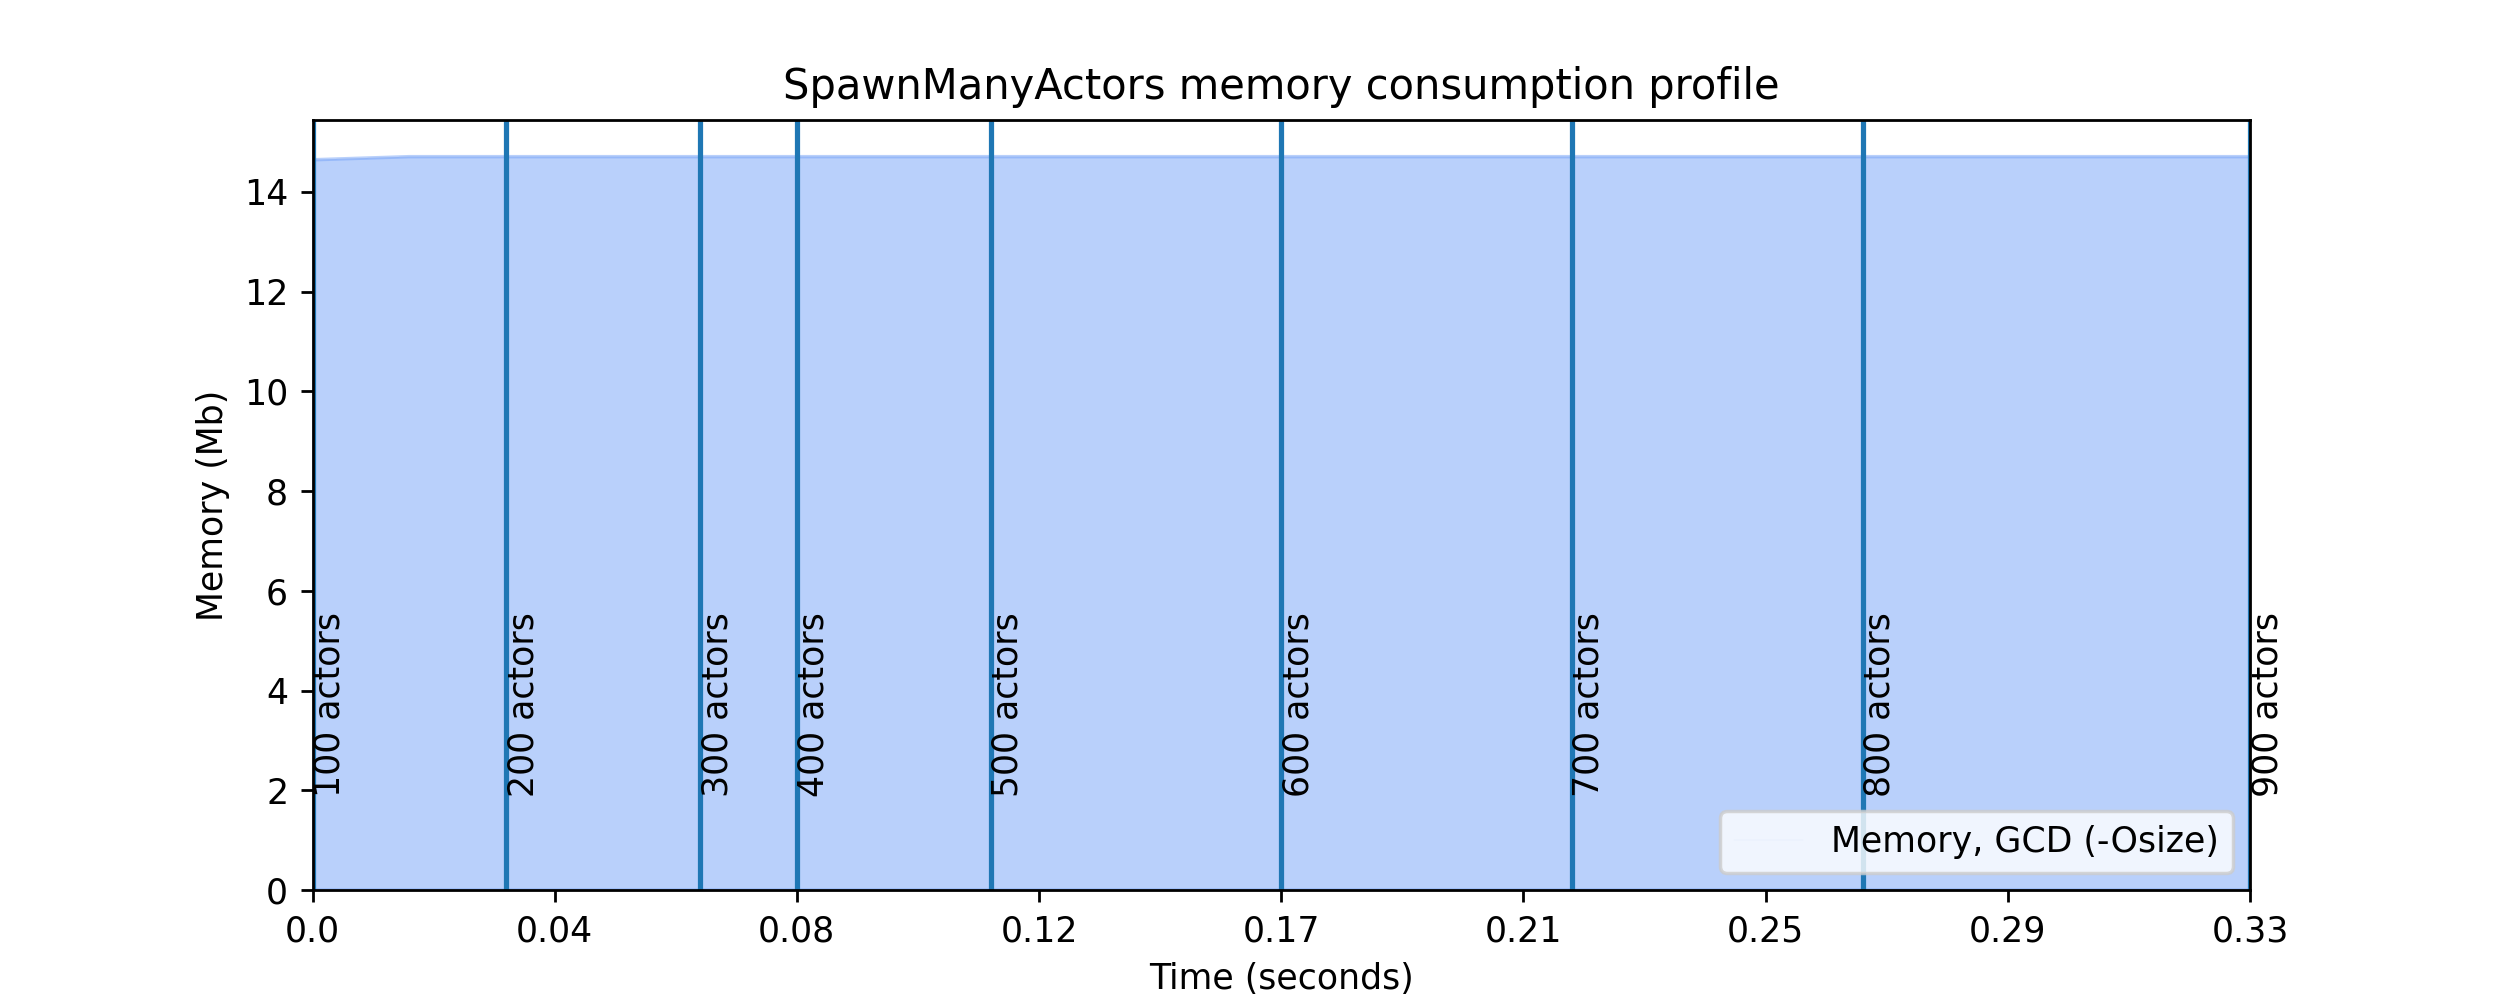 SpawnManyActors memory consumption profile
Memory (Mb)
14
12
10
8
6
4
2
0
100 actors
200 actors
300 actors
400 actors
500 actors
600 actors
700 actors
800 actors
900 actors
Memory, GCD (-Osize)
0.0 0.04 0.08 0.12 0.17 0.21 0.25 0.29 0.33
Time (seconds)